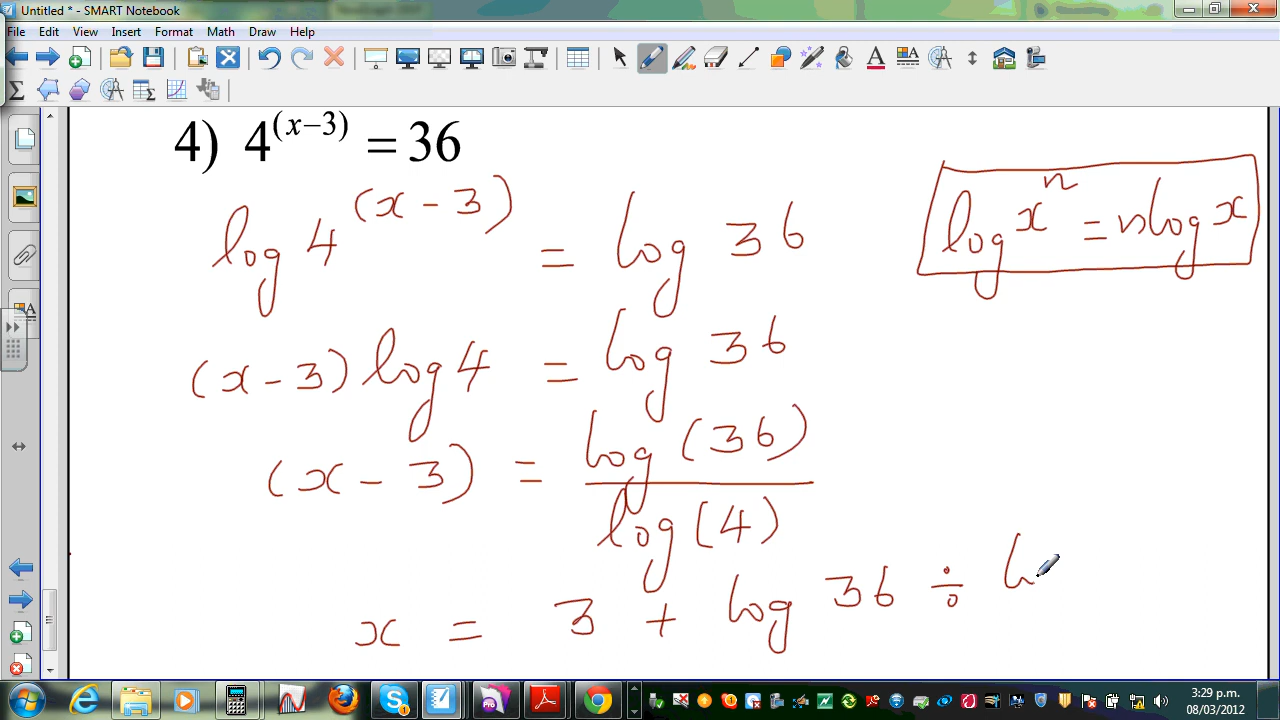 Untitled * - SMART Notebook
File Edit View Insert Format Math Draw Help
4) 4^(x−3) = 36
log 4^(x - 3) = log 36
log x^n = n log x
(x - 3) log 4 = log 36
(x - 3) = log (36) / log (4)
x = 3 + log 36 ÷ lo
3:29 p.m.
08/03/2012